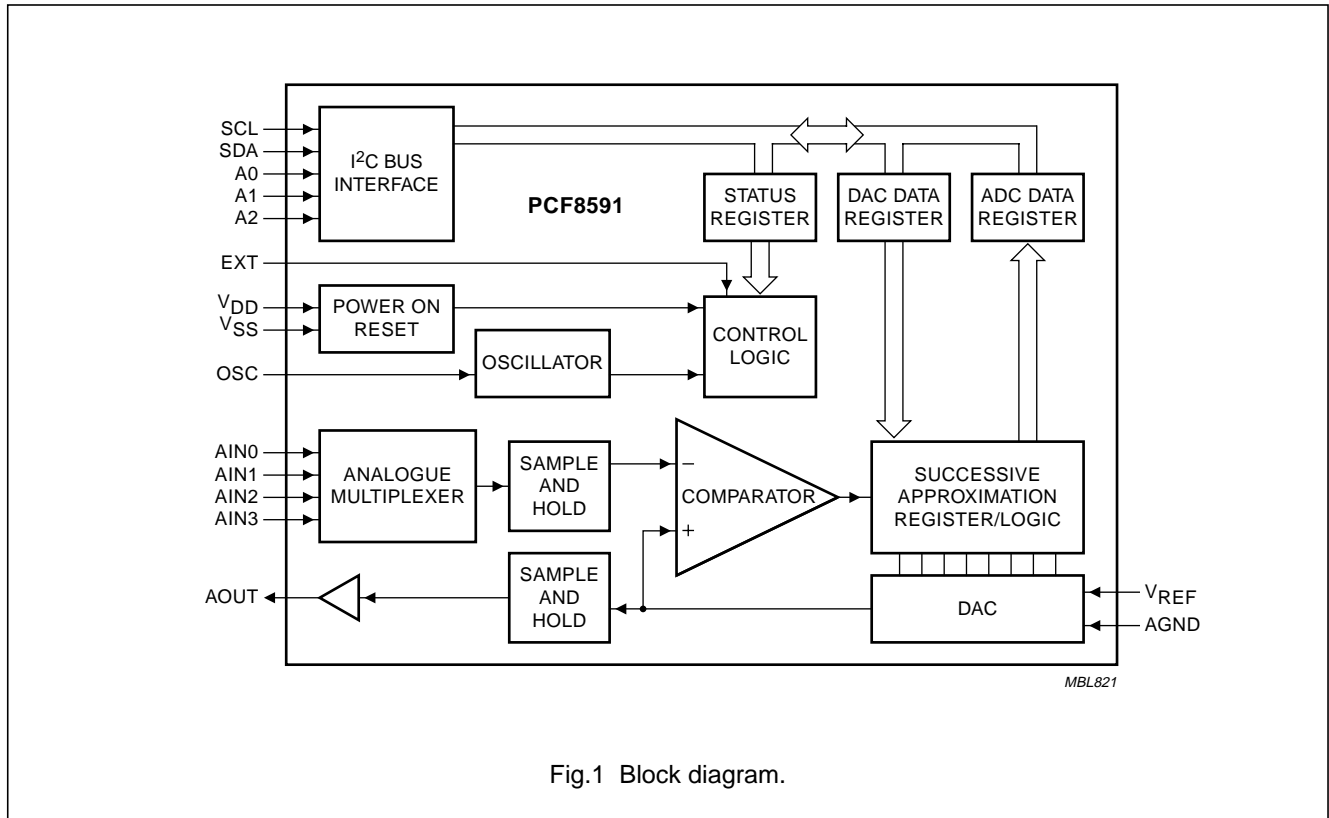 SCL
SDA
A0
A1
A2
I²C BUS
INTERFACE
PCF8591
STATUS
REGISTER
DAC DATA
REGISTER
ADC DATA
REGISTER
EXT
VDD
VSS
POWER ON
RESET
OSC
OSCILLATOR
CONTROL
LOGIC
AIN0
AIN1
AIN2
AIN3
ANALOGUE
MULTIPLEXER
SAMPLE
AND
HOLD
−
+
COMPARATOR
SUCCESSIVE
APPROXIMATION
REGISTER/LOGIC
AOUT
SAMPLE
AND
HOLD
DAC
VREF
AGND
MBL821
Fig.1 Block diagram.